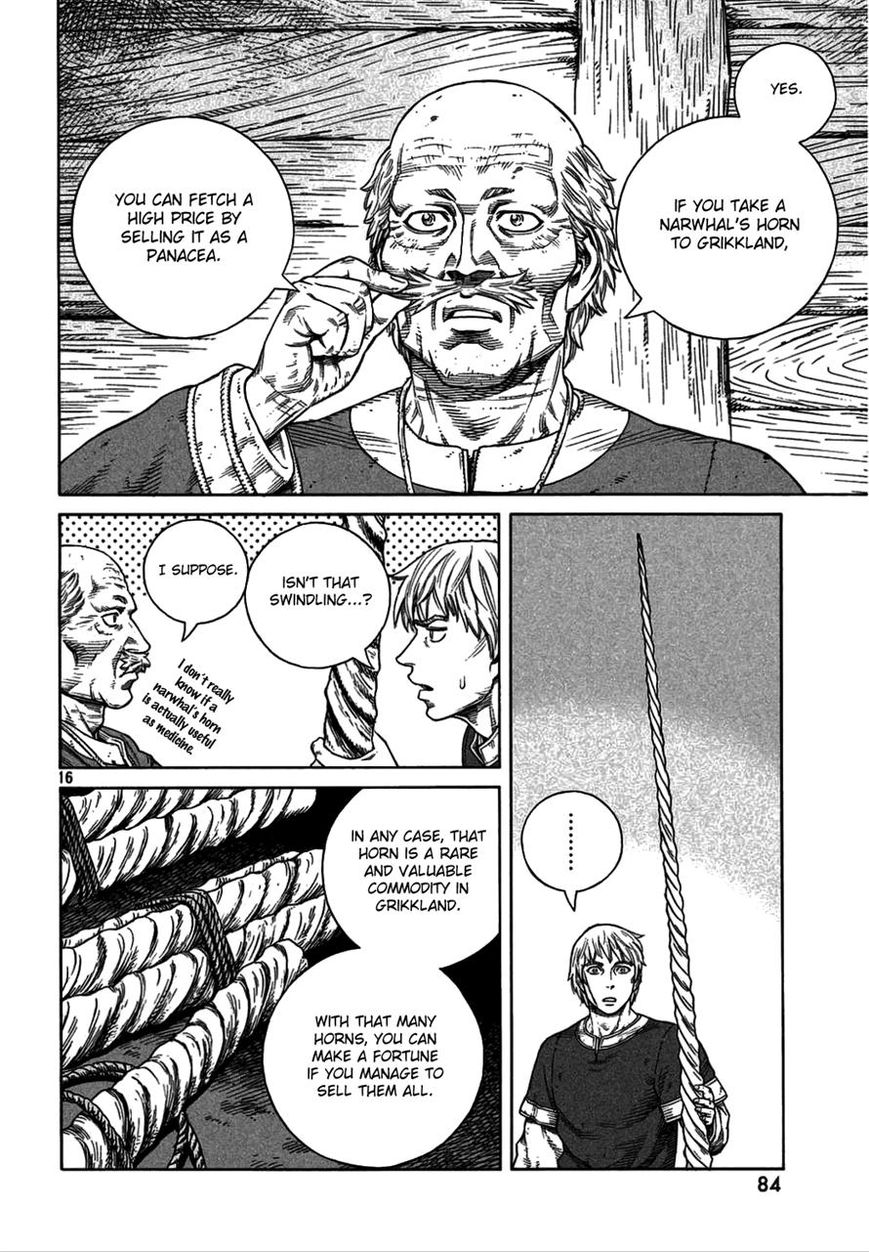 YES.
IF YOU TAKE A
NARWHAL'S HORN
TO GRIKKLAND,
YOU CAN FETCH A
HIGH PRICE BY
SELLING IT AS A
PANACEA.
ISN'T THAT
SWINDLING...?
I SUPPOSE.
I don't really
know if a
narwhal's horn
is actually useful
as medicine.
16
.........
IN ANY CASE, THAT
HORN IS A RARE
AND VALUABLE
COMMODITY IN
GRIKKLAND.
WITH THAT MANY
HORNS, YOU CAN
MAKE A FORTUNE
IF YOU MANAGE TO
SELL THEM ALL.
84